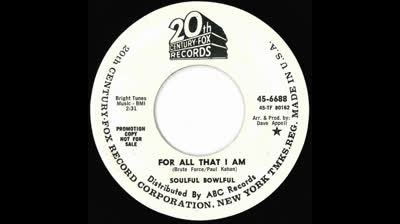 20th
CENTURY-FOX
RECORDS
Bright Tunes
Music - BMI
2:31
45-6688
45-TF 80162
Arr. & Prod. by:
Dave Appell
PROMOTION
COPY
NOT FOR
SALE
★
FOR ALL THAT I AM
(Brute Force/Paul Kahan)
SOULFUL BOWLFUL
Distributed By ABC Records
20th CENTURY-FOX RECORD CORPORATION, NEW YORK TMKS.REG. MADE IN U.S.A.